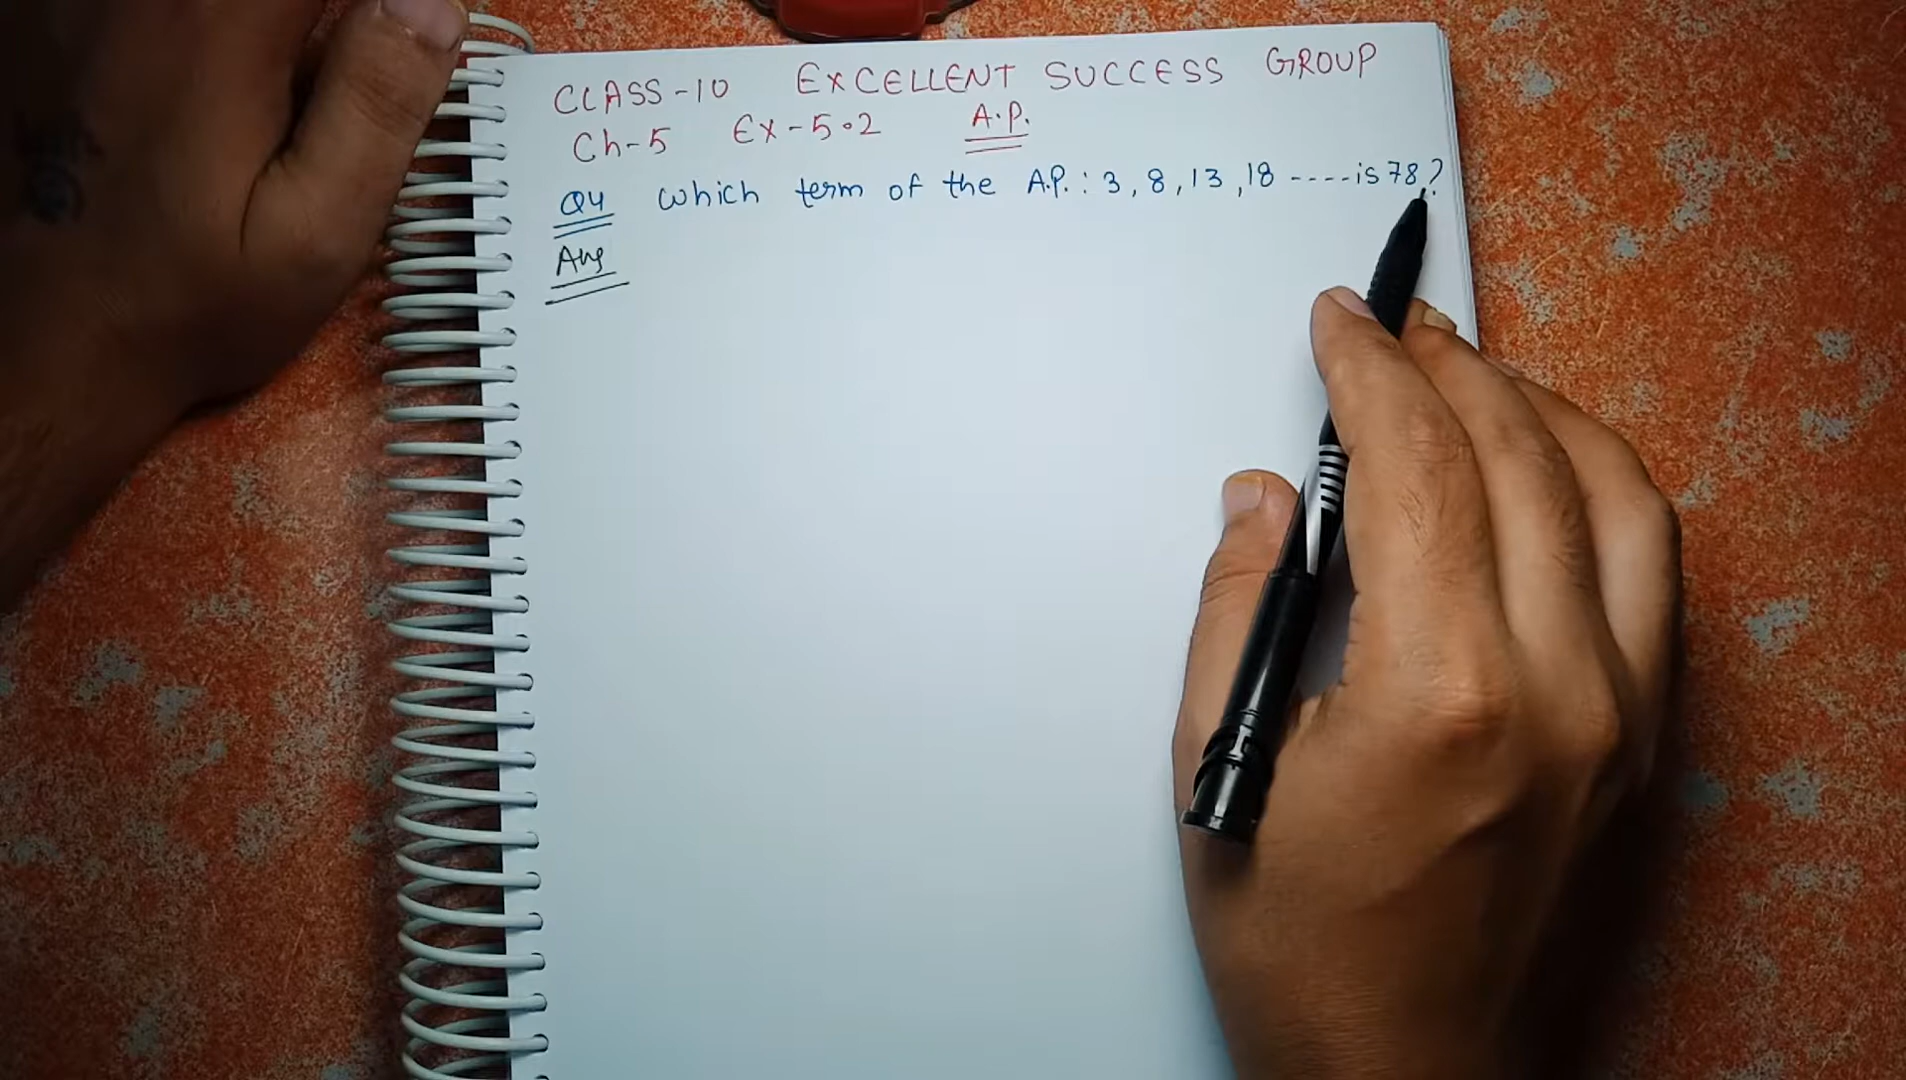 CLASS-10 EXCELLENT SUCCESS GROUP
Ch-5 Ex-5.2 A.P.
Q4 Which term of the A.P. : 3, 8, 13, 18 ---- is 78?
Ans